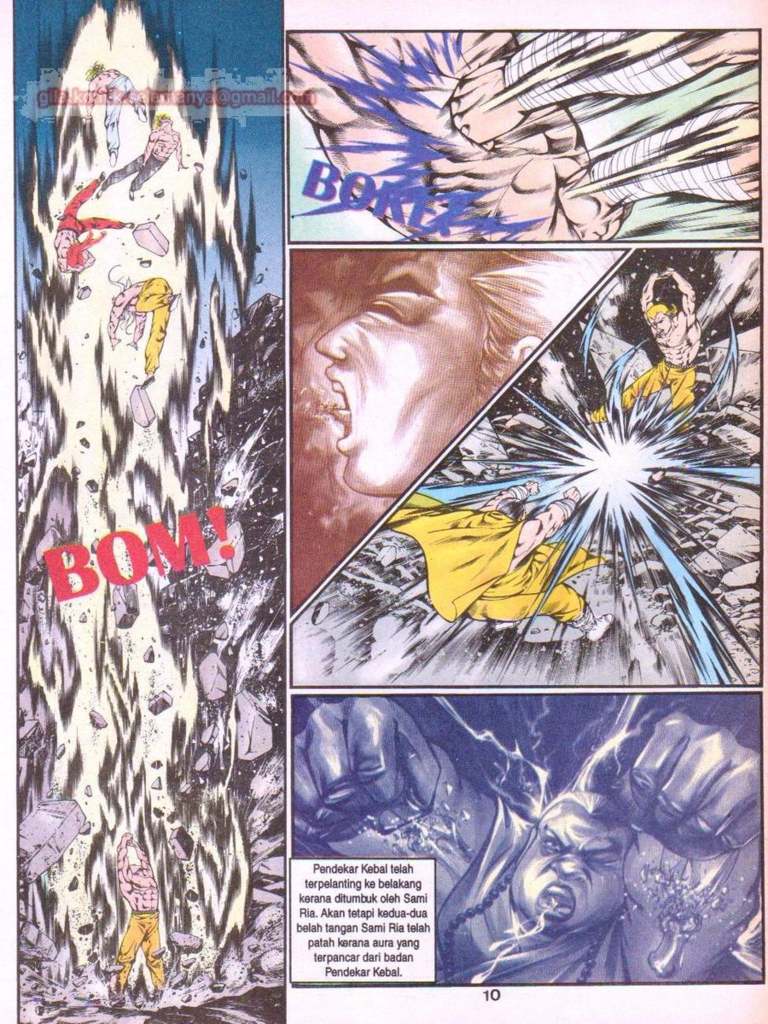 BOREZ
BOM!
Pendekar Kebal telah
terpelanting ke belakang
kerana ditumbuk oleh Sami
Ria. Akan tetapi kedua-dua
belah tangan Sami Ria telah
patah kerana aura yang
terpancar dari badan
Pendekar Kebal.
10